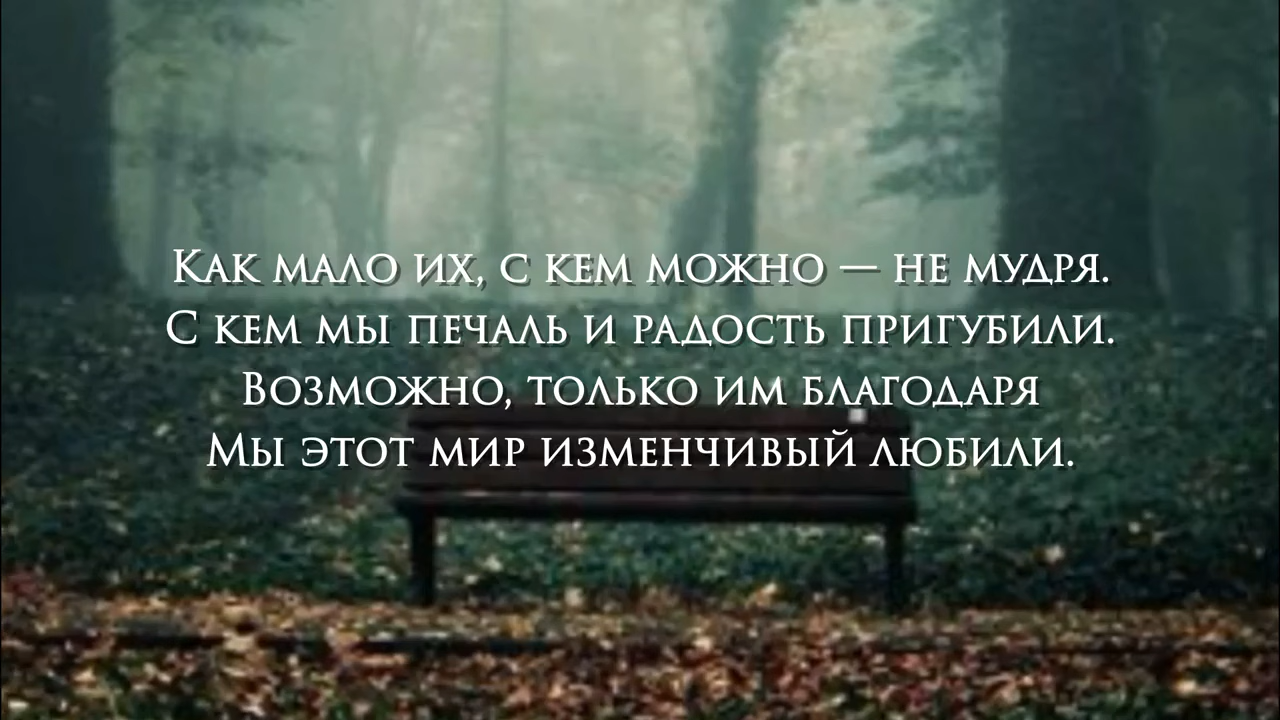 Как мало их, с кем можно — не мудря.
С кем мы печаль и радость пригубили.
Возможно, только им благодаря
Мы этот мир изменчивый любили.